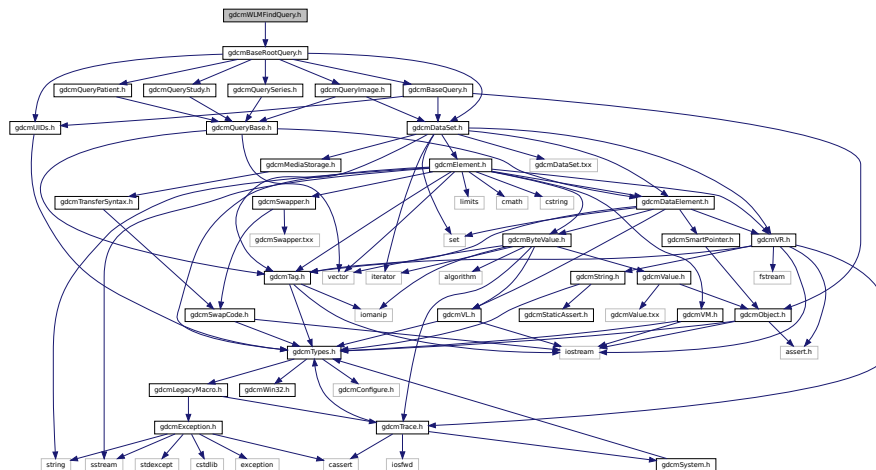 gdcmWLMFindQuery.h
gdcmBaseRootQuery.h
gdcmQueryPatient.h
gdcmQueryStudy.h
gdcmQuerySeries.h
gdcmQueryImage.h
gdcmBaseQuery.h
gdcmUIDs.h
gdcmQueryBase.h
gdcmDataSet.h
gdcmMediaStorage.h
gdcmElement.h
gdcmDataSet.txx
gdcmTransferSyntax.h
gdcmSwapper.h
limits
cmath
cstring
gdcmDataElement.h
gdcmSwapper.txx
set
gdcmByteValue.h
gdcmSmartPointer.h
gdcmVR.h
gdcmTag.h
vector
iterator
algorithm
gdcmString.h
gdcmValue.h
fstream
gdcmSwapCode.h
iomanip
gdcmVL.h
gdcmStaticAssert.h
gdcmValue.txx
gdcmVM.h
gdcmObject.h
gdcmTypes.h
iostream
assert.h
gdcmLegacyMacro.h
gdcmWin32.h
gdcmConfigure.h
gdcmException.h
gdcmTrace.h
string
sstream
stdexcept
cstdlib
exception
cassert
iosfwd
gdcmSystem.h